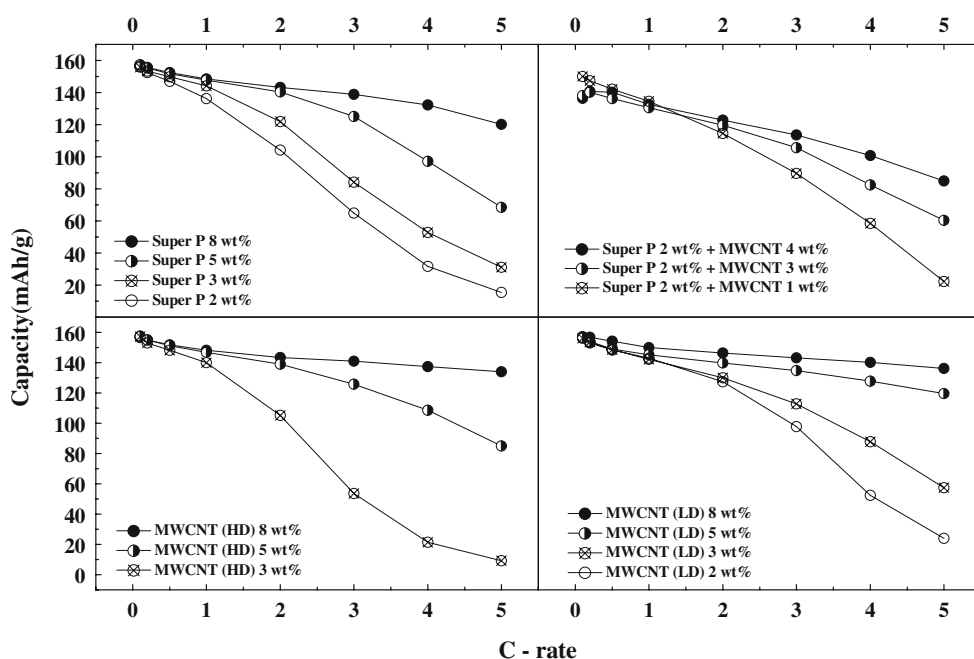 0 1 2 3 4 5 0 1 2 3 4 5
160
140
120
100
80
60
40
20
Super P 8 wt%
Super P 5 wt%
Super P 3 wt%
Super P 2 wt%
Super P 2 wt% + MWCNT 4 wt%
Super P 2 wt% + MWCNT 3 wt%
Super P 2 wt% + MWCNT 1 wt%
Capacity(mAh/g)
160
140
120
100
80
60
40
20
0
MWCNT (HD) 8 wt%
MWCNT (HD) 5 wt%
MWCNT (HD) 3 wt%
MWCNT (LD) 8 wt%
MWCNT (LD) 5 wt%
MWCNT (LD) 3 wt%
MWCNT (LD) 2 wt%
0 1 2 3 4 5 0 1 2 3 4 5
C - rate